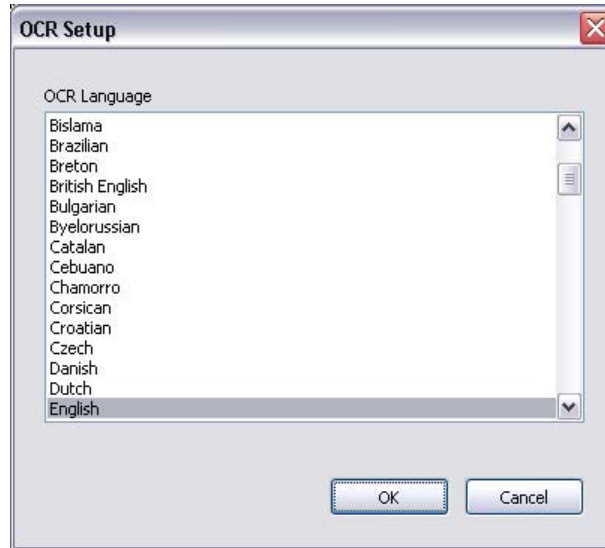 OCR Setup
OCR Language
Bislama
Brazilian
Breton
British English
Bulgarian
Byelorussian
Catalan
Cebuano
Chamorro
Corsican
Croatian
Czech
Danish
Dutch
English
OK Cancel